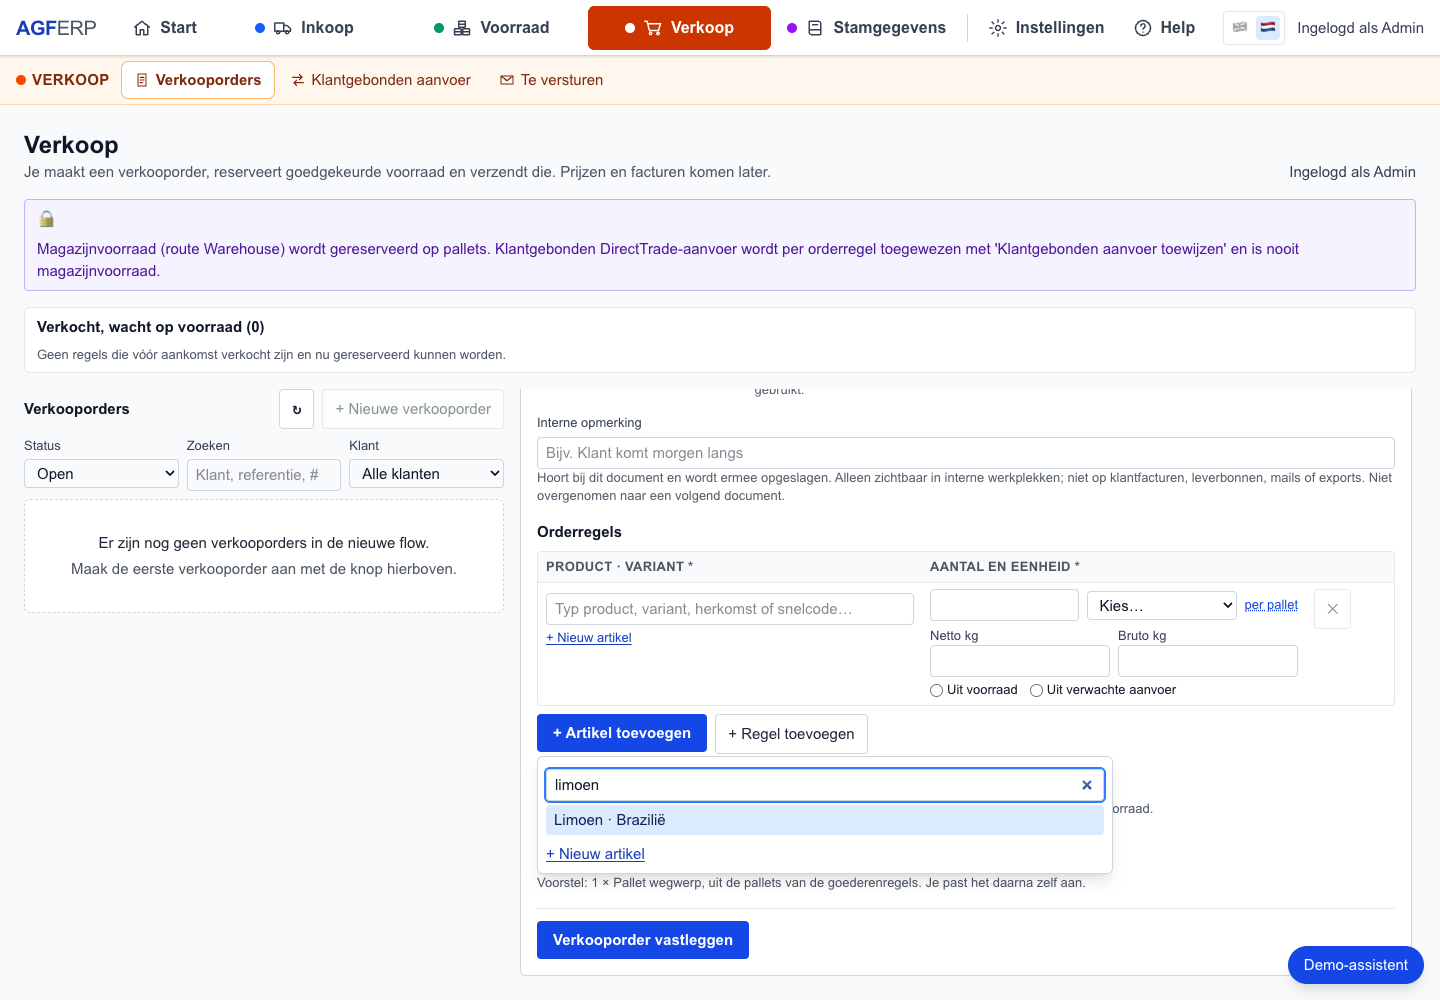 AGFERP
Start
Inkoop
Voorraad
Verkoop
Stamgegevens
Instellingen
Help
Ingelogd als Admin
VERKOOP
Verkooporders
Klantgebonden aanvoer
Te versturen
Verkoop
Je maakt een verkooporder, reserveert goedgekeurde voorraad en verzendt die. Prijzen en facturen komen later.
Ingelogd als Admin
Magazijnvoorraad (route Warehouse) wordt gereserveerd op pallets. Klantgebonden DirectTrade-aanvoer wordt per orderregel toegewezen met 'Klantgebonden aanvoer toewijzen' en is nooit
magazijnvoorraad.
Verkocht, wacht op voorraad (0)
Geen regels die vóór aankomst verkocht zijn en nu gereserveerd kunnen worden.
Verkooporders
↻
+ Nieuwe verkooporder
Status
Zoeken
Klant
Open
Klant, referentie, #
Alle klanten
Er zijn nog geen verkooporders in de nieuwe flow.
Maak de eerste verkooporder aan met de knop hierboven.
gebruikt.
Interne opmerking
Bijv. Klant komt morgen langs
Hoort bij dit document en wordt ermee opgeslagen. Alleen zichtbaar in interne werkplekken; niet op klantfacturen, leverbonnen, mails of exports. Niet
overgenomen naar een volgend document.
Orderregels
PRODUCT · VARIANT *
AANTAL EN EENHEID *
Typ product, variant, herkomst of snelcode…
Kies…
per pallet
+ Nieuw artikel
Netto kg
Bruto kg
Uit voorraad
Uit verwachte aanvoer
+ Artikel toevoegen
+ Regel toevoegen
limoen
orraad.
Limoen · Brazilië
+ Nieuw artikel
Voorstel: 1 × Pallet wegwerp, uit de pallets van de goederenregels. Je past het daarna zelf aan.
Verkooporder vastleggen
Demo-assistent